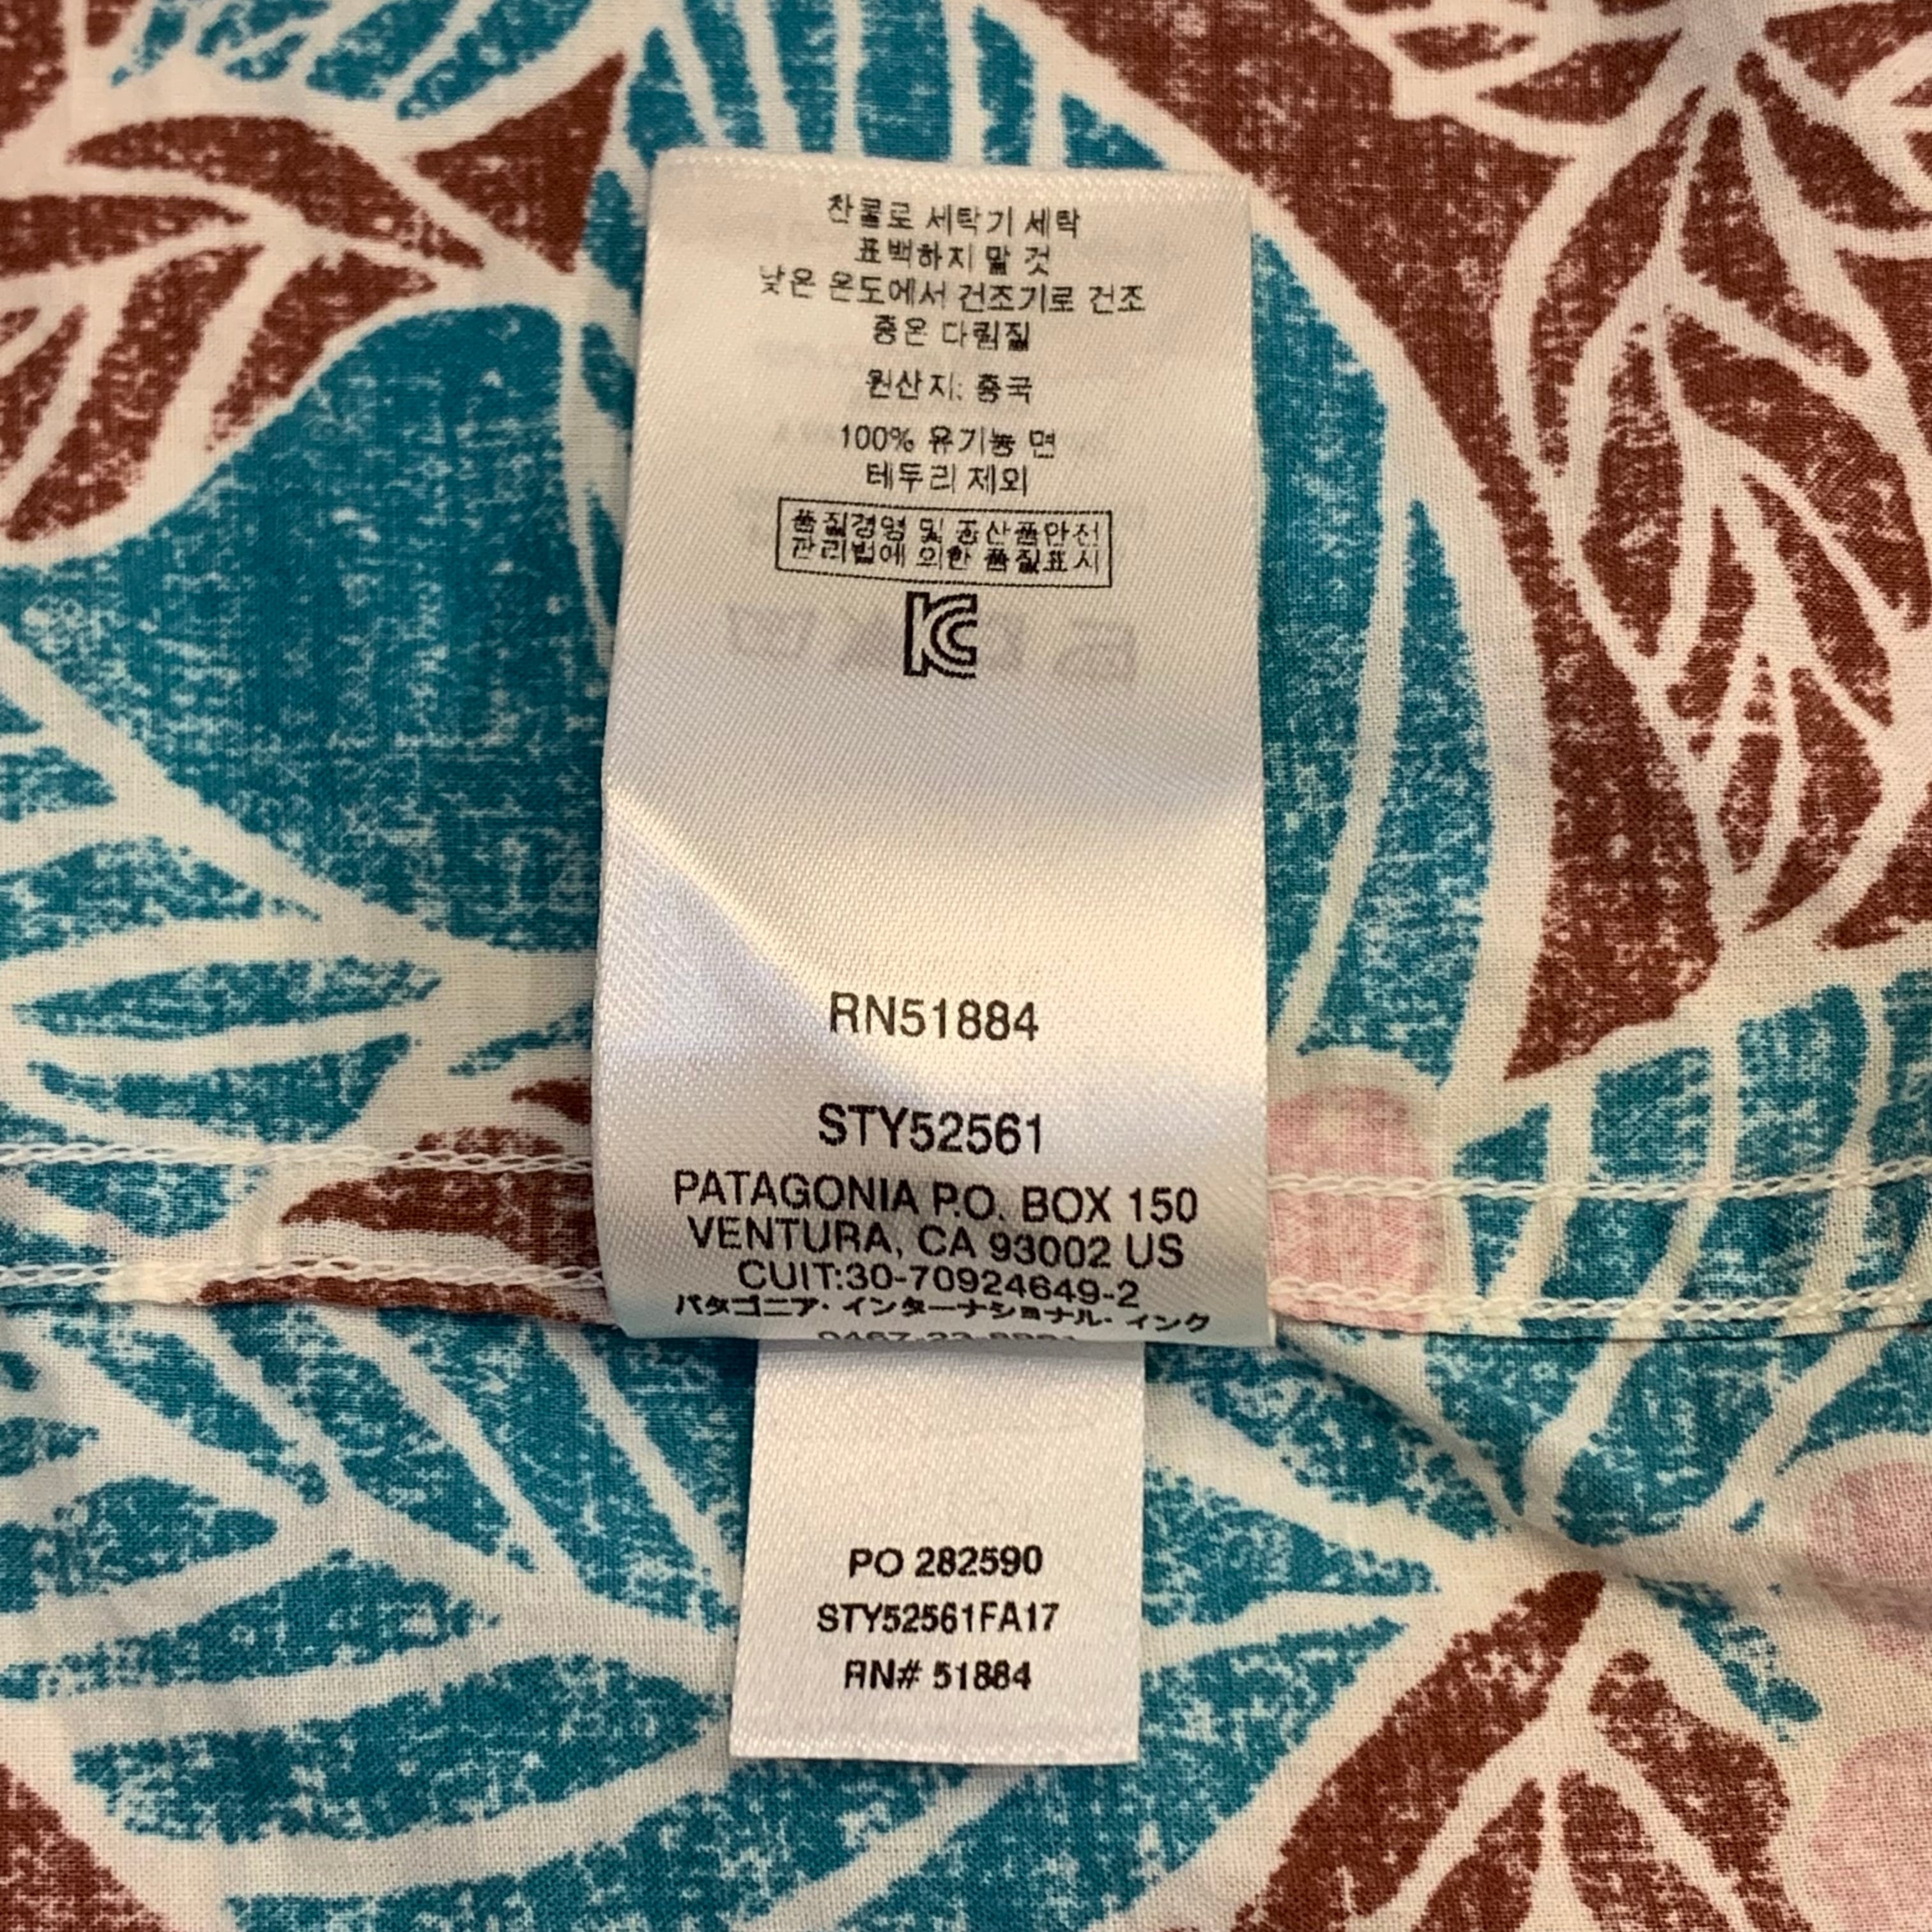 찬물로 세탁기 세탁
표백하지 말 것
낮은 온도에서 건조기로 건조
중온 다림질
원산지: 중국
100% 유기농 면
테두리 제외
품질경영 및 공산품안전
관리법에 의한 품질표시
KC
RN51884
STY52561
PATAGONIA P.O. BOX 150
VENTURA, CA 93002 US
CUIT:30-70924649-2
パタゴニア・インターナショナル・インク
PO 282590
STY52561FA17
RN# 51884